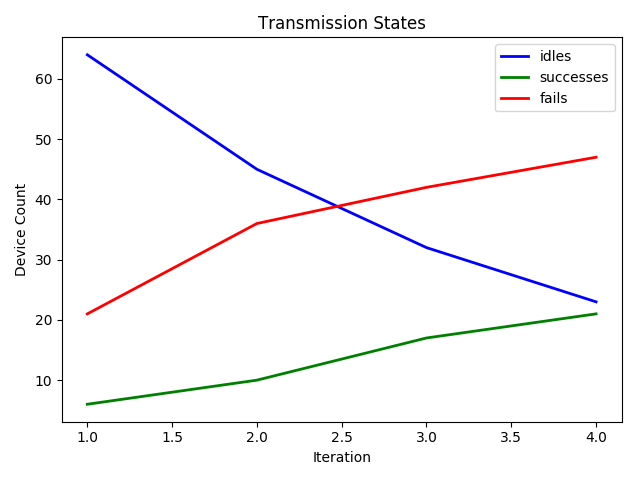 Transmission States
idles
successes
fails
Device Count
60
50
40
30
20
10
1.0 1.5 2.0 2.5 3.0 3.5 4.0
Iteration